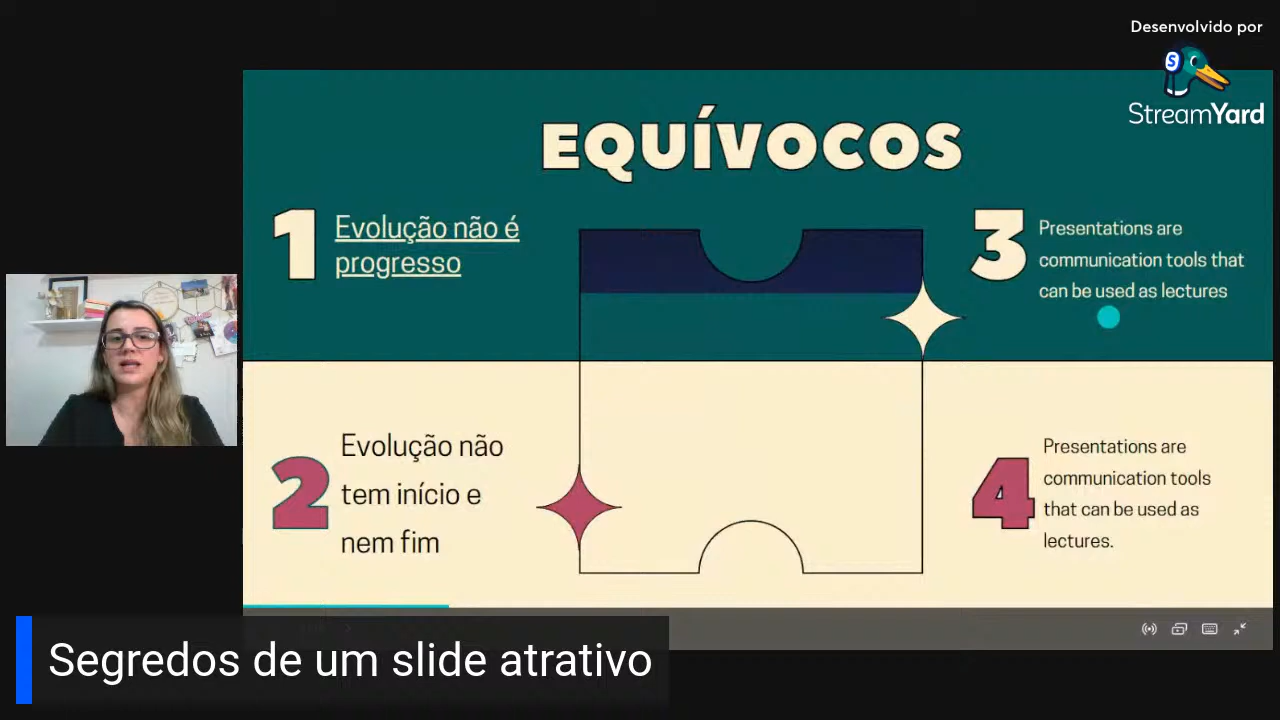 Desenvolvido por
StreamYard
EQUÍVOCOS
1
Evolução não é
progresso
2
Evolução não
tem início e
nem fim
3
Presentations are
communication tools that
can be used as lectures
4
Presentations are
communication tools
that can be used as
lectures.
Segredos de um slide atrativo